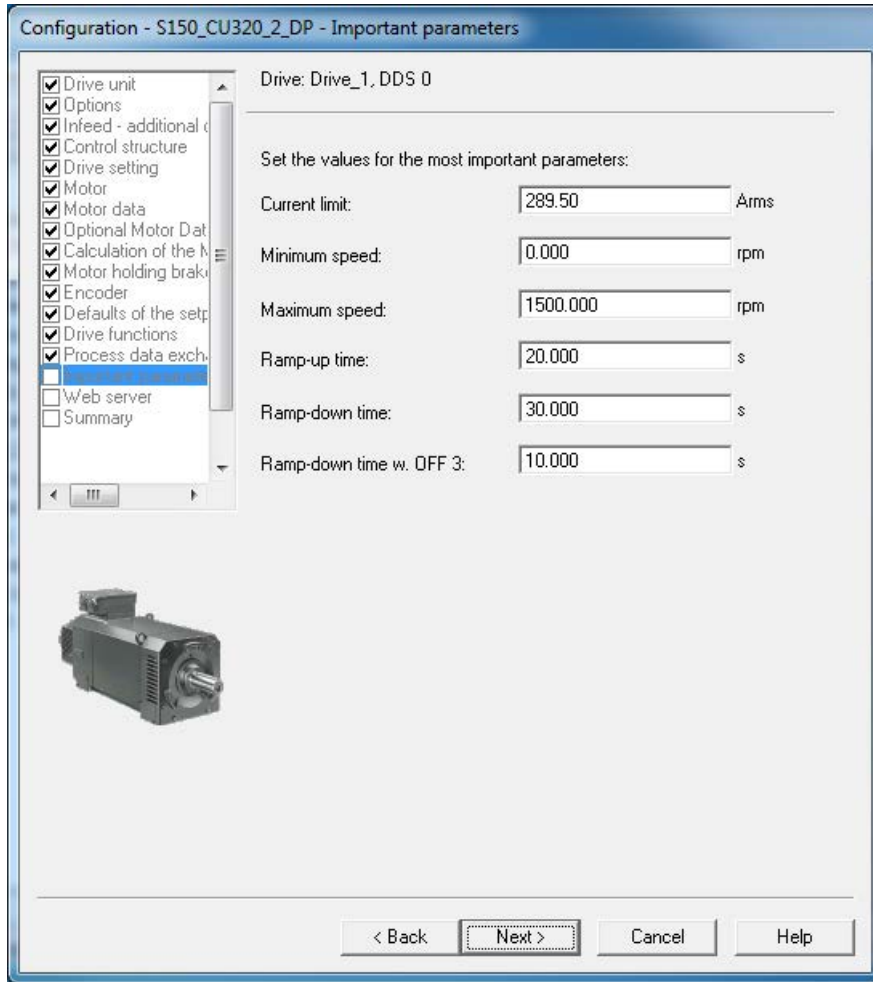 Configuration - S150_CU320_2_DP - Important parameters
Drive unit
Options
Infeed - additional
Control structure
Drive setting
Motor
Motor data
Optional Motor Dat
Calculation of the
Motor holding brak
Encoder
Defaults of the setp
Drive functions
Process data exch
Web server
Summary
Drive: Drive_1, DDS 0
Set the values for the most important parameters:
Current limit: 289.50 Arms
Minimum speed: 0.000 rpm
Maximum speed: 1500.000 rpm
Ramp-up time: 20.000 s
Ramp-down time: 30.000 s
Ramp-down time w. OFF 3: 10.000 s
< Back Next > Cancel Help